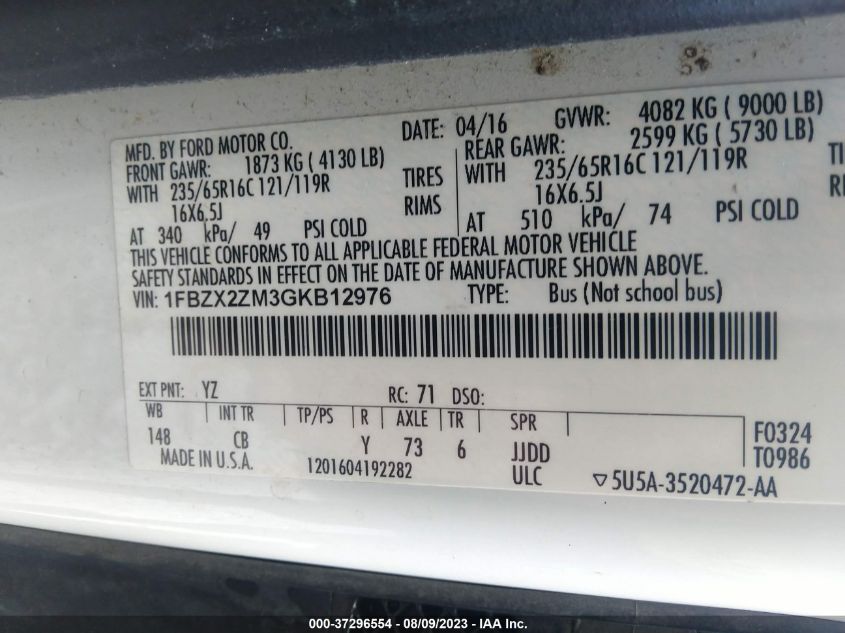 MFD. BY FORD MOTOR CO. DATE: 04/16 GVWR: 4082 KG ( 9000 LB)
FRONT GAWR: 1873 KG ( 4130 LB) REAR GAWR: 2599 KG ( 5730 LB)
WITH 235/65R16C 121/119R TIRES WITH 235/65R16C 121/119R
16X6.5J RIMS 16X6.5J
AT 340 kPa/ 49 PSI COLD AT 510 kPa/ 74 PSI COLD
THIS VEHICLE CONFORMS TO ALL APPLICABLE FEDERAL MOTOR VEHICLE
SAFETY STANDARDS IN EFFECT ON THE DATE OF MANUFACTURE SHOWN ABOVE.
VIN: 1FBZX2ZM3GKB12976 TYPE: Bus (Not school bus)
EXT PNT: YZ RC: 71 DSO:
WB INT TR TP/PS R AXLE TR SPR
148 CB Y 73 6 JJDD F0324
MADE IN U.S.A. 1201604192282 ULC T0986
▽5U5A-3520472-AA
000-37296554 - 08/09/2023 - IAA Inc.